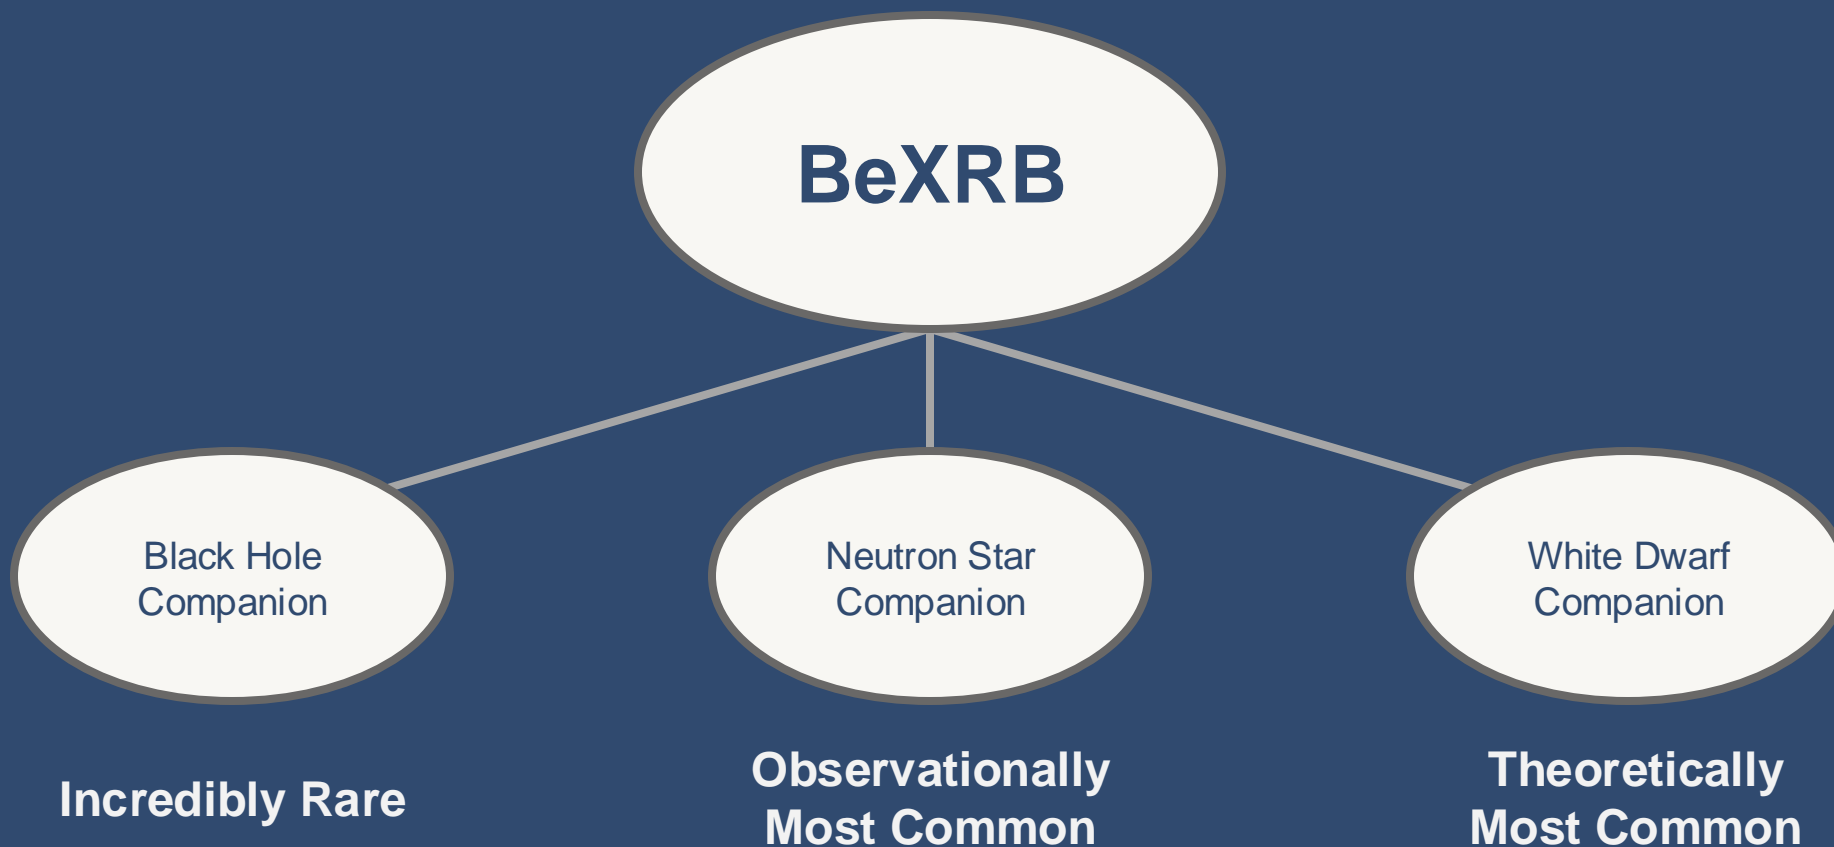 BeXRB
Black Hole
Companion
Neutron Star
Companion
White Dwarf
Companion
Incredibly Rare
Observationally
Most Common
Theoretically
Most Common